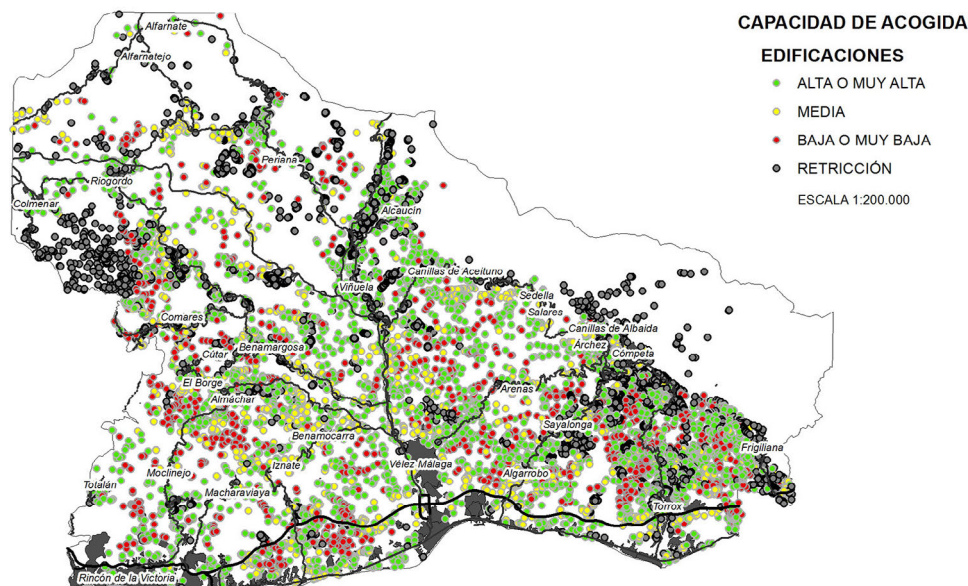 CAPACIDAD DE ACOGIDA
EDIFICACIONES
ALTA O MUY ALTA
MEDIA
BAJA O MUY BAJA
RETRICCIÓN
ESCALA 1:200.000
Alfarnate
Alfarnatejo
Periana
Riogordo
Colmenar
Alcaucín
Canillas de Aceituno
Viñuela
Sedella
Salares
Comares
Canillas de Albaida
Benamargosa
Árchez
Cútar
Cómpeta
El Borge
Arenas
Almáchar
Sayalonga
Benamocarra
Frigiliana
Vélez Málaga
Iznate
Moclinejo
Algarrobo
Totalán
Macharaviaya
Torrox
Rincón de la Victoria